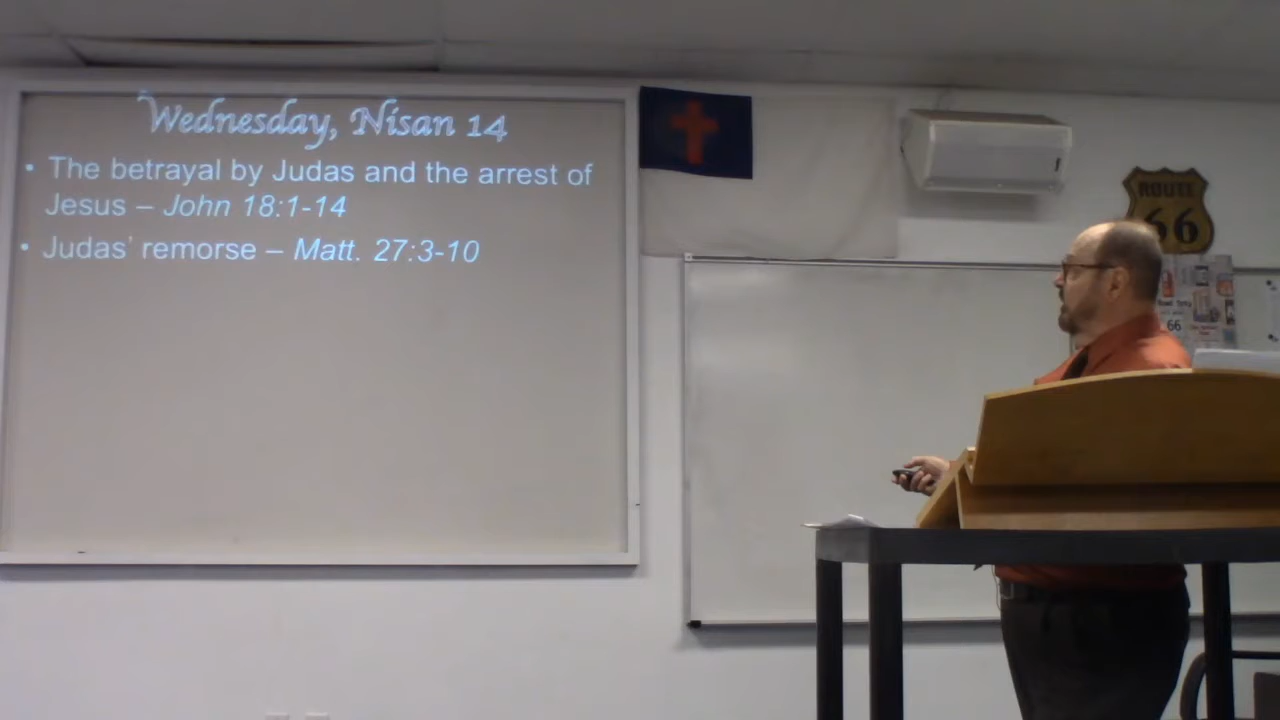 Wednesday, Nisan 14
• The betrayal by Judas and the arrest of
Jesus – John 18:1-14
• Judas' remorse – Matt. 27:3-10
ROUTE
66
66